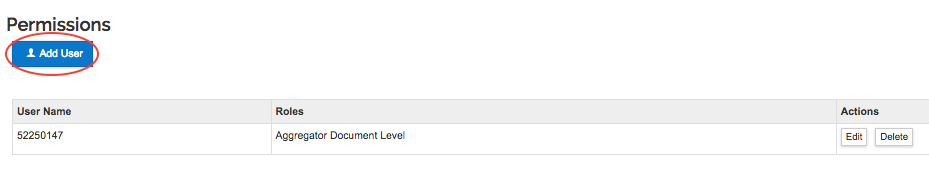 Permissions
Add User
User Name Roles Actions
52250147 Aggregator Document Level Edit Delete